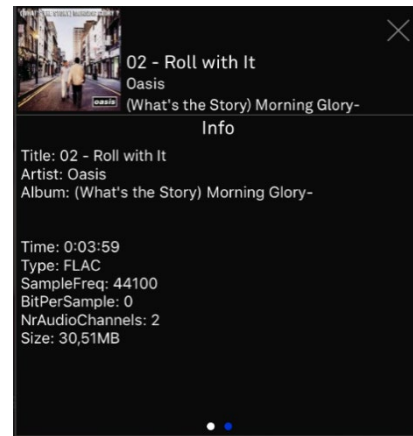 02 - Roll with It
oasis
Oasis
(What's the Story) Morning Glory-
Info
Title: 02 - Roll with It
Artist: Oasis
Album: (What's the Story) Morning Glory-
Time: 0:03:59
Type: FLAC
SampleFreq: 44100
BitPerSample: 0
NrAudioChannels: 2
Size: 30,51MB